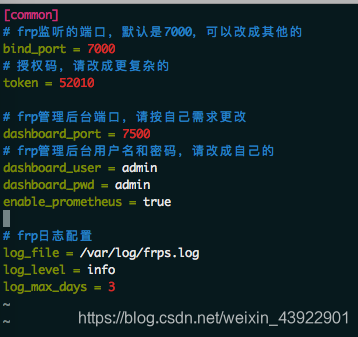 [common]
# frp监听的端口，默认是7000，可以改成其他的
bind_port = 7000
# 授权码，请改成更复杂的
token = 52010
# frp管理后台端口，请按自己需求更改
dashboard_port = 7500
# frp管理后台用户名和密码，请改成自己的
dashboard_user = admin
dashboard_pwd = admin
enable_prometheus = true
# frp日志配置
log_file = /var/log/frps.log
log_level = info
log_max_days = 3
~
~
https://blog.csdn.net/weixin_43922901